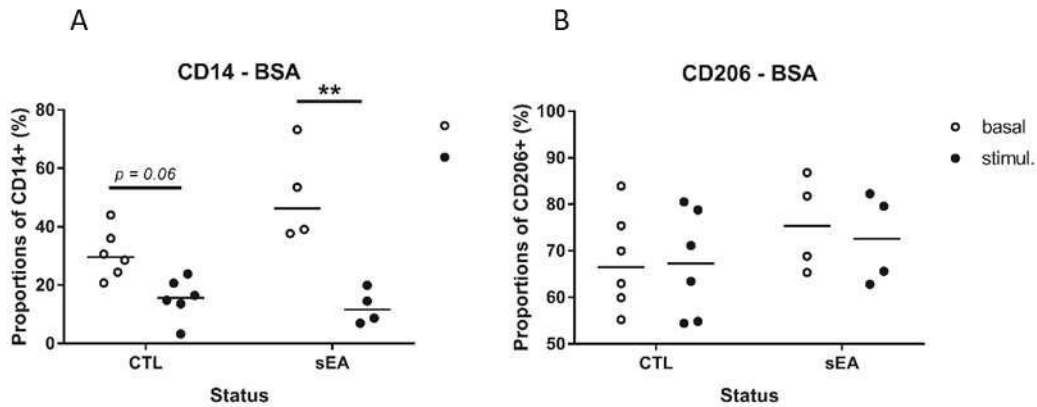 A
CD14 - BSA
Proportions of CD14+ (%)
80
60
40
20
0
p = 0.06
**
CTL
sEA
Status
B
CD206 - BSA
Proportions of CD206+ (%)
100
90
80
70
60
50
CTL
sEA
Status
basal
stimul.